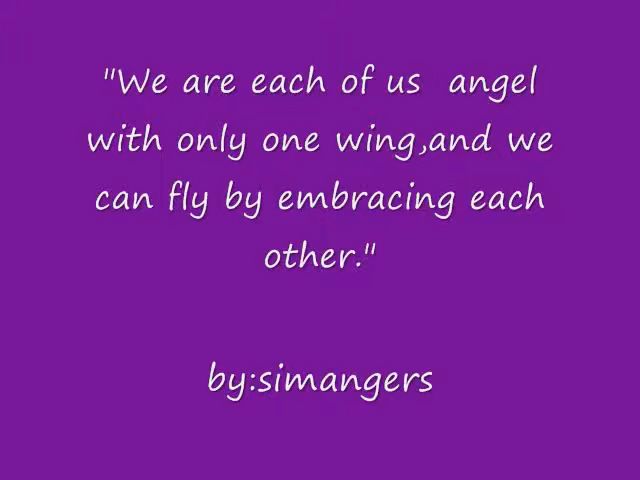 "We are each of us  angel
with only one wing,and we
can fly by embracing each
other."
by:simangers